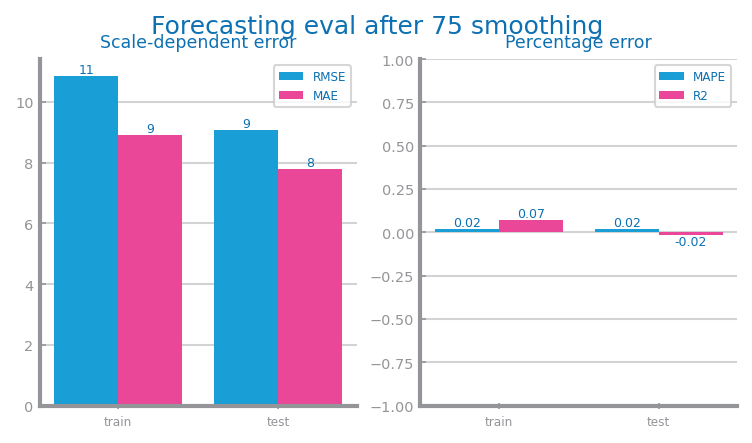 Forecasting eval after 75 smoothing
Scale-dependent error
RMSE
MAE
11
9
9
8
10
8
6
4
2
0
train
test
Percentage error
MAPE
R2
0.02
0.07
0.02
-0.02
1.00
0.75
0.50
0.25
0.00
−0.25
−0.50
−0.75
−1.00
train
test